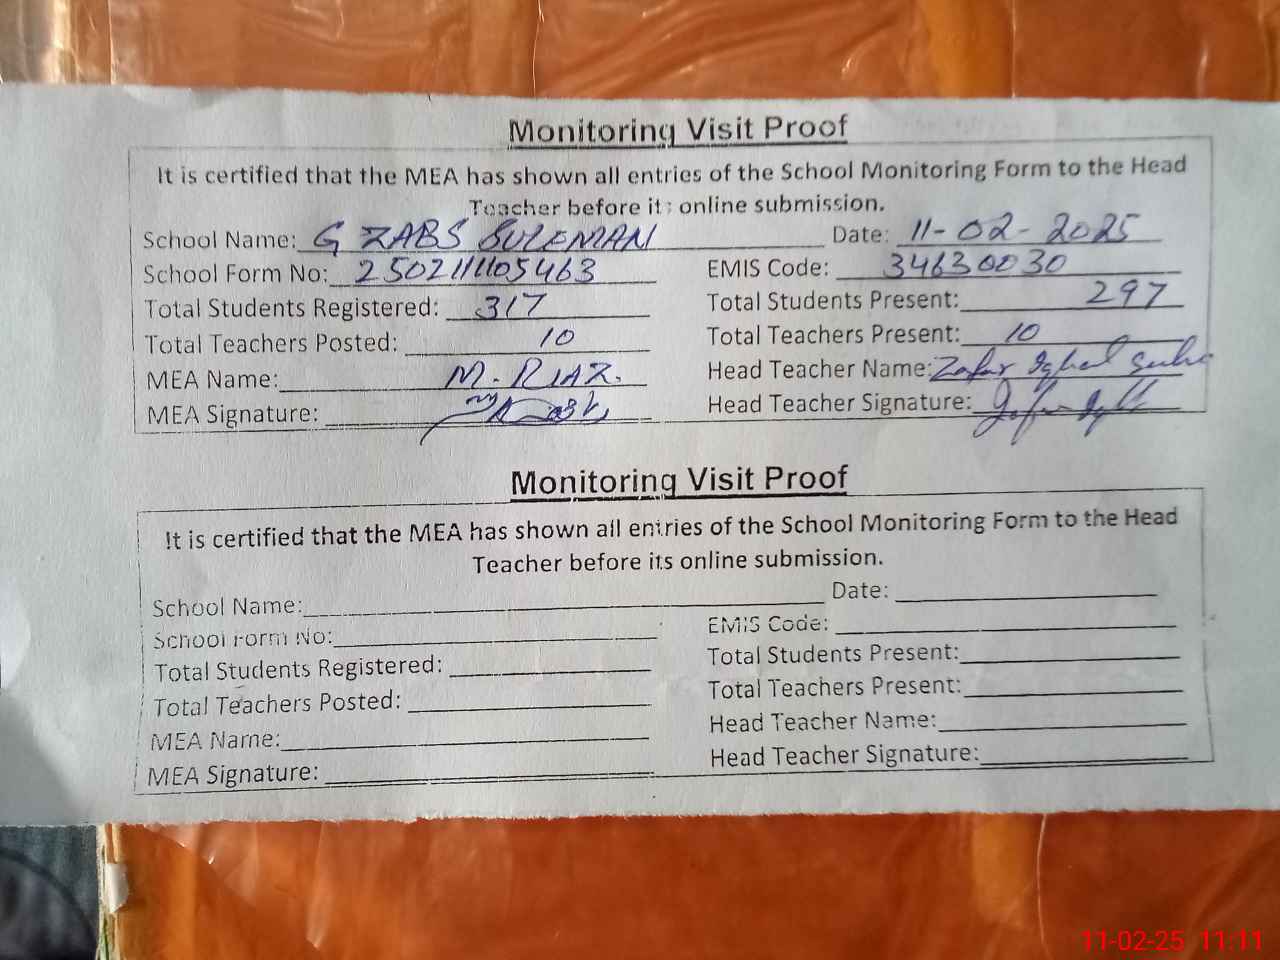 Monitoring Visit Proof
It is certified that the MEA has shown all entries of the School Monitoring Form to the Head
Teacher before its online submission.
School Name: G ZABS SULEMAN Date: 11-02-2025
School Form No: 2502111105463 EMIS Code: 34630030
Total Students Registered: 317 Total Students Present: 297
Total Teachers Posted: 10 Total Teachers Present: 10
MEA Name: M. RIAZ. Head Teacher Name: Zafar Iqbal
MEA Signature: Head Teacher Signature:
Monitoring Visit Proof
It is certified that the MEA has shown all entries of the School Monitoring Form to the Head
Teacher before its online submission.
School Name: Date:
School Form No: EMIS Code:
Total Students Registered: Total Students Present:
Total Teachers Posted: Total Teachers Present:
MEA Name: Head Teacher Name:
MEA Signature: Head Teacher Signature:
11-02-25 11:11